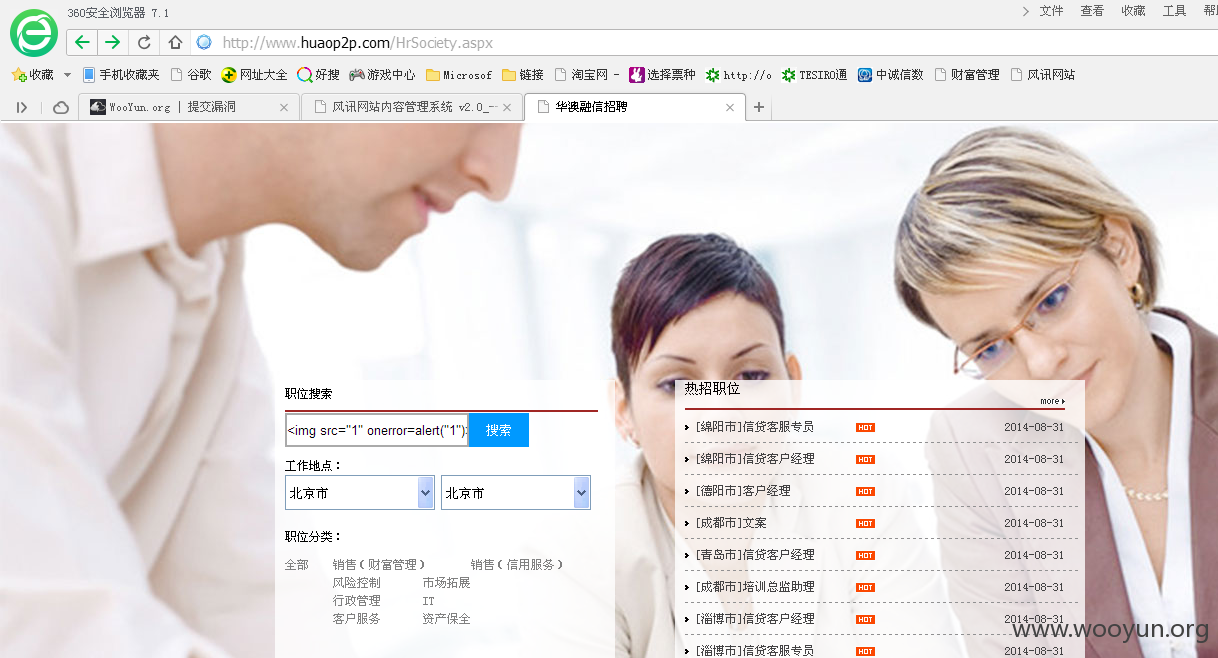 360安全浏览器 7.1
文件 查看 收藏 工具
http://www.huaop2p.com/HrSociety.aspx
收藏 手机收藏夹 谷歌 网址大全 好搜 游戏中心 Microsof 链接 淘宝网 - 选择票种 http://o TESIRO通 中诚信数 财富管理 风讯网站
WooYun.org | 提交漏洞
风讯网站内容管理系统 v2.0_-
华澳融信招聘
职位搜索
<img src="1" onerror=alert("1");
搜索
工作地点：
北京市
北京市
职位分类：
全部 销售（财富管理） 销售（信用服务）
风险控制 市场拓展
行政管理 IT
客户服务 资产保全
热招职位
more
[绵阳市]信贷客服专员 HOT 2014-08-31
[绵阳市]信贷客户经理 HOT 2014-08-31
[德阳市]客户经理 HOT 2014-08-31
[成都市]文案 HOT 2014-08-31
[青岛市]信贷客户经理 HOT 2014-08-31
[成都市]培训总监助理 HOT 2014-08-31
[淄博市]信贷客户经理 HOT 2014-08-31
[淄博市]信贷客服专员 HOT 2014-08-31
www.wooyun.org